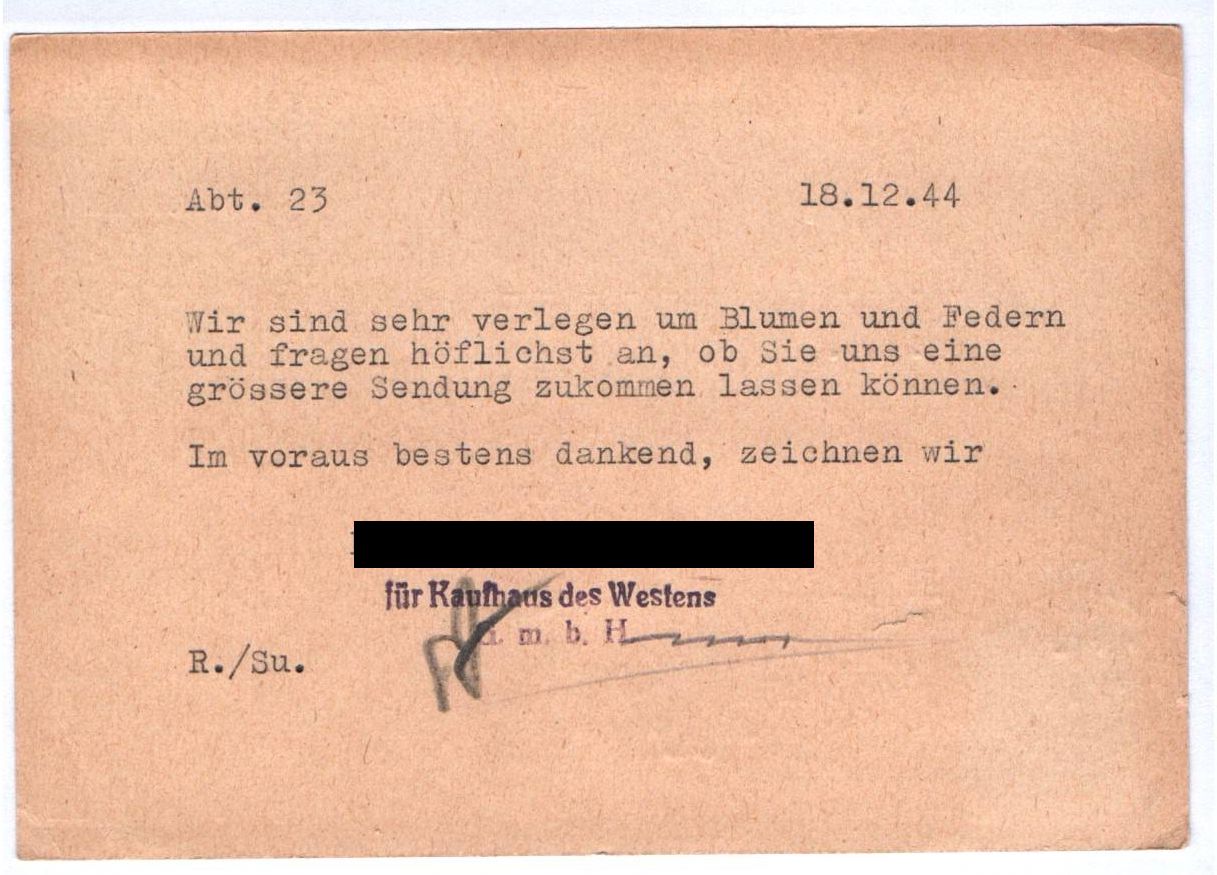 Abt. 23 18.12.44
Wir sind sehr verlegen um Blumen und Federn
und fragen höflichst an, ob Sie uns eine
grössere Sendung zukommen lassen können.
Im voraus bestens dankend, zeichnen wir
für Kaufhaus des Westens
G. m. b. H.
R./Su.